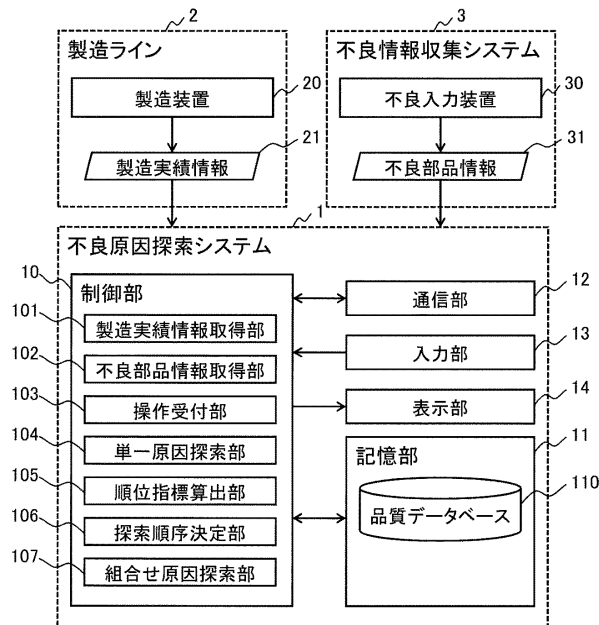 2
製造ライン
製造装置
20
製造実績情報
21
3
不良情報収集システム
不良入力装置
30
不良部品情報
31
1
不良原因探索システム
10
制御部
101
製造実績情報取得部
102
不良部品情報取得部
103
操作受付部
104
単一原因探索部
105
順位指標算出部
106
探索順序決定部
107
組合せ原因探索部
通信部
12
入力部
13
表示部
14
記憶部
11
品質データベース
110